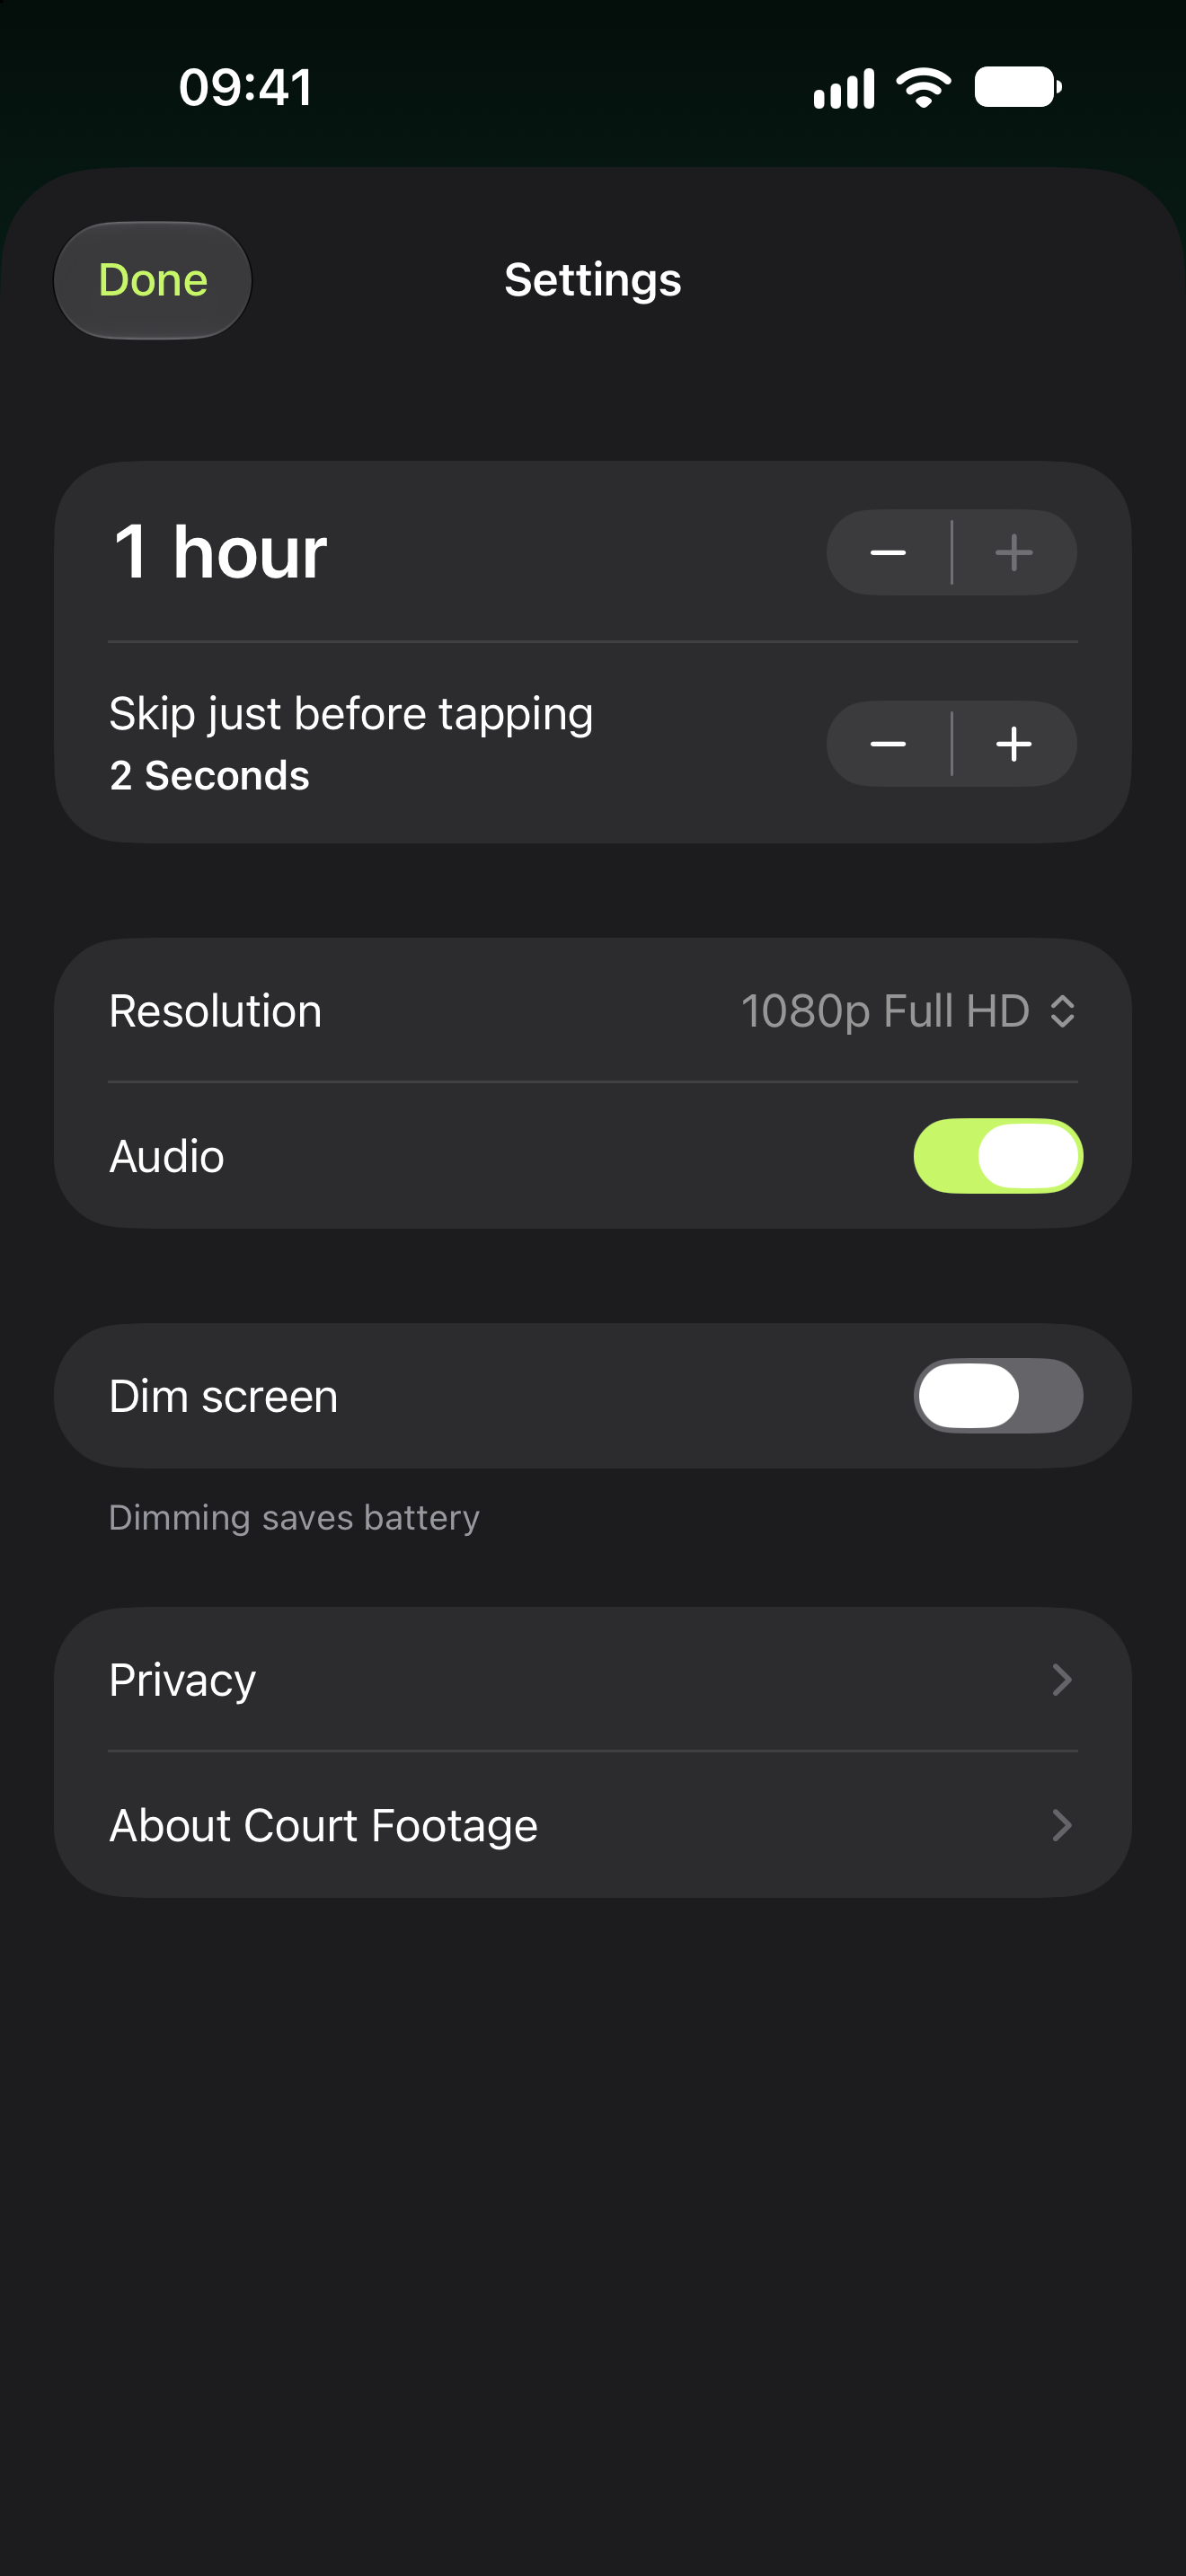 09:41
Done
Settings
1 hour
Skip just before tapping
2 Seconds
Resolution
1080p Full HD
Audio
Dim screen
Dimming saves battery
Privacy
About Court Footage